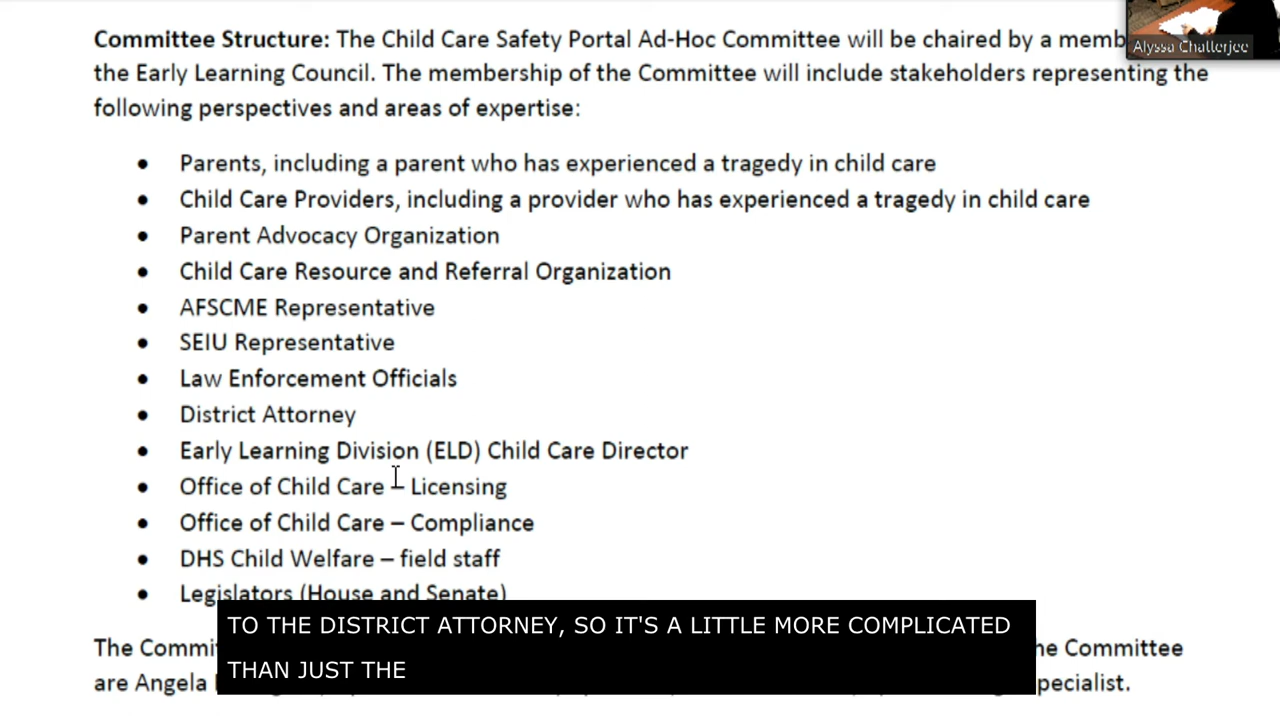 Committee Structure: The Child Care Safety Portal Ad-Hoc Committee will be chaired by a memb
the Early Learning Council. The membership of the Committee will include stakeholders representing the
following perspectives and areas of expertise:
Alyssa Chatterjee
• Parents, including a parent who has experienced a tragedy in child care
• Child Care Providers, including a provider who has experienced a tragedy in child care
• Parent Advocacy Organization
• Child Care Resource and Referral Organization
• AFSCME Representative
• SEIU Representative
• Law Enforcement Officials
• District Attorney
• Early Learning Division (ELD) Child Care Director
• Office of Child Care – Licensing
• Office of Child Care – Compliance
• DHS Child Welfare – field staff
• Legislators (House and Senate)
The Commit he Committee
are Angela pecialist.
TO THE DISTRICT ATTORNEY, SO IT'S A LITTLE MORE COMPLICATED
THAN JUST THE